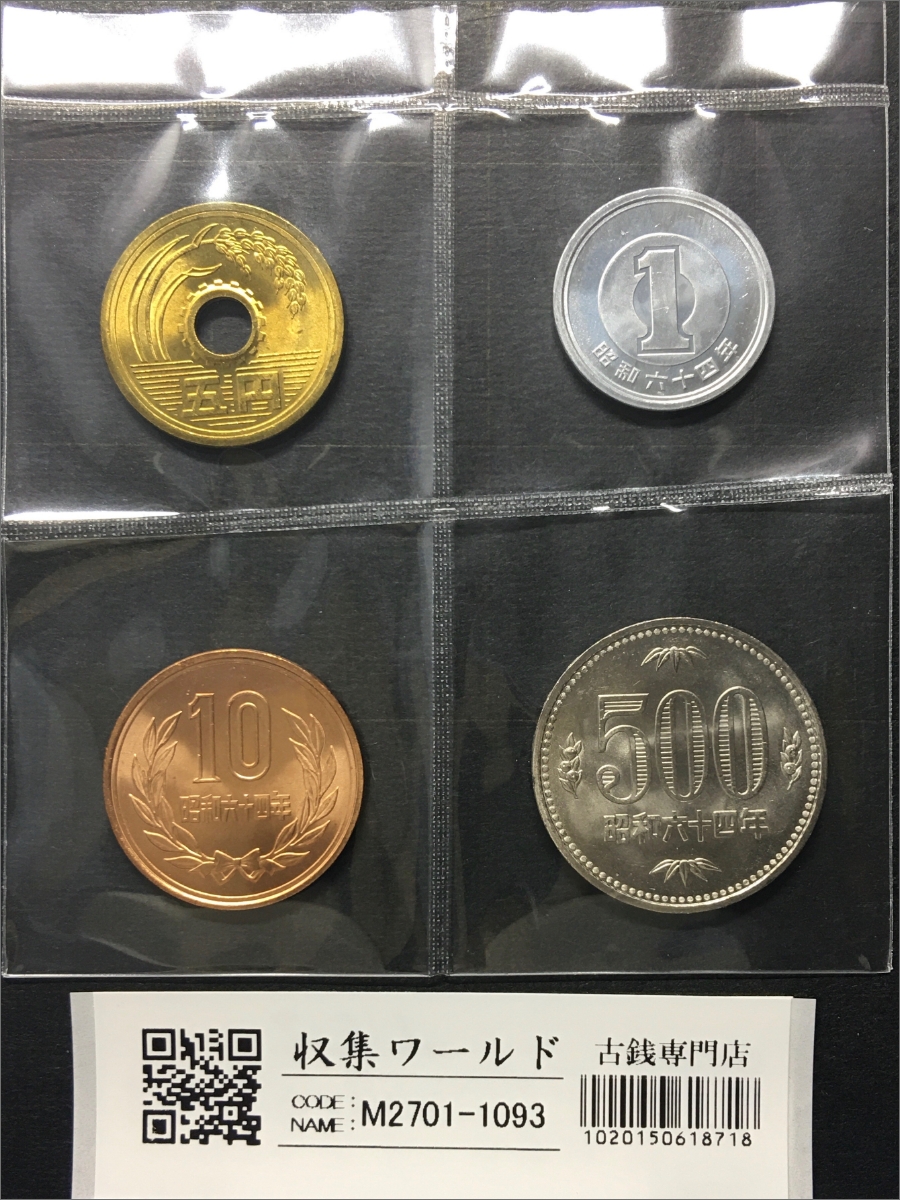 五円
1
昭和六十四年
10
昭和六十四年
500
昭和六十四年
収集ワールド
古銭専門店
CODE:
NAME:
M2701-1093
1020150618718